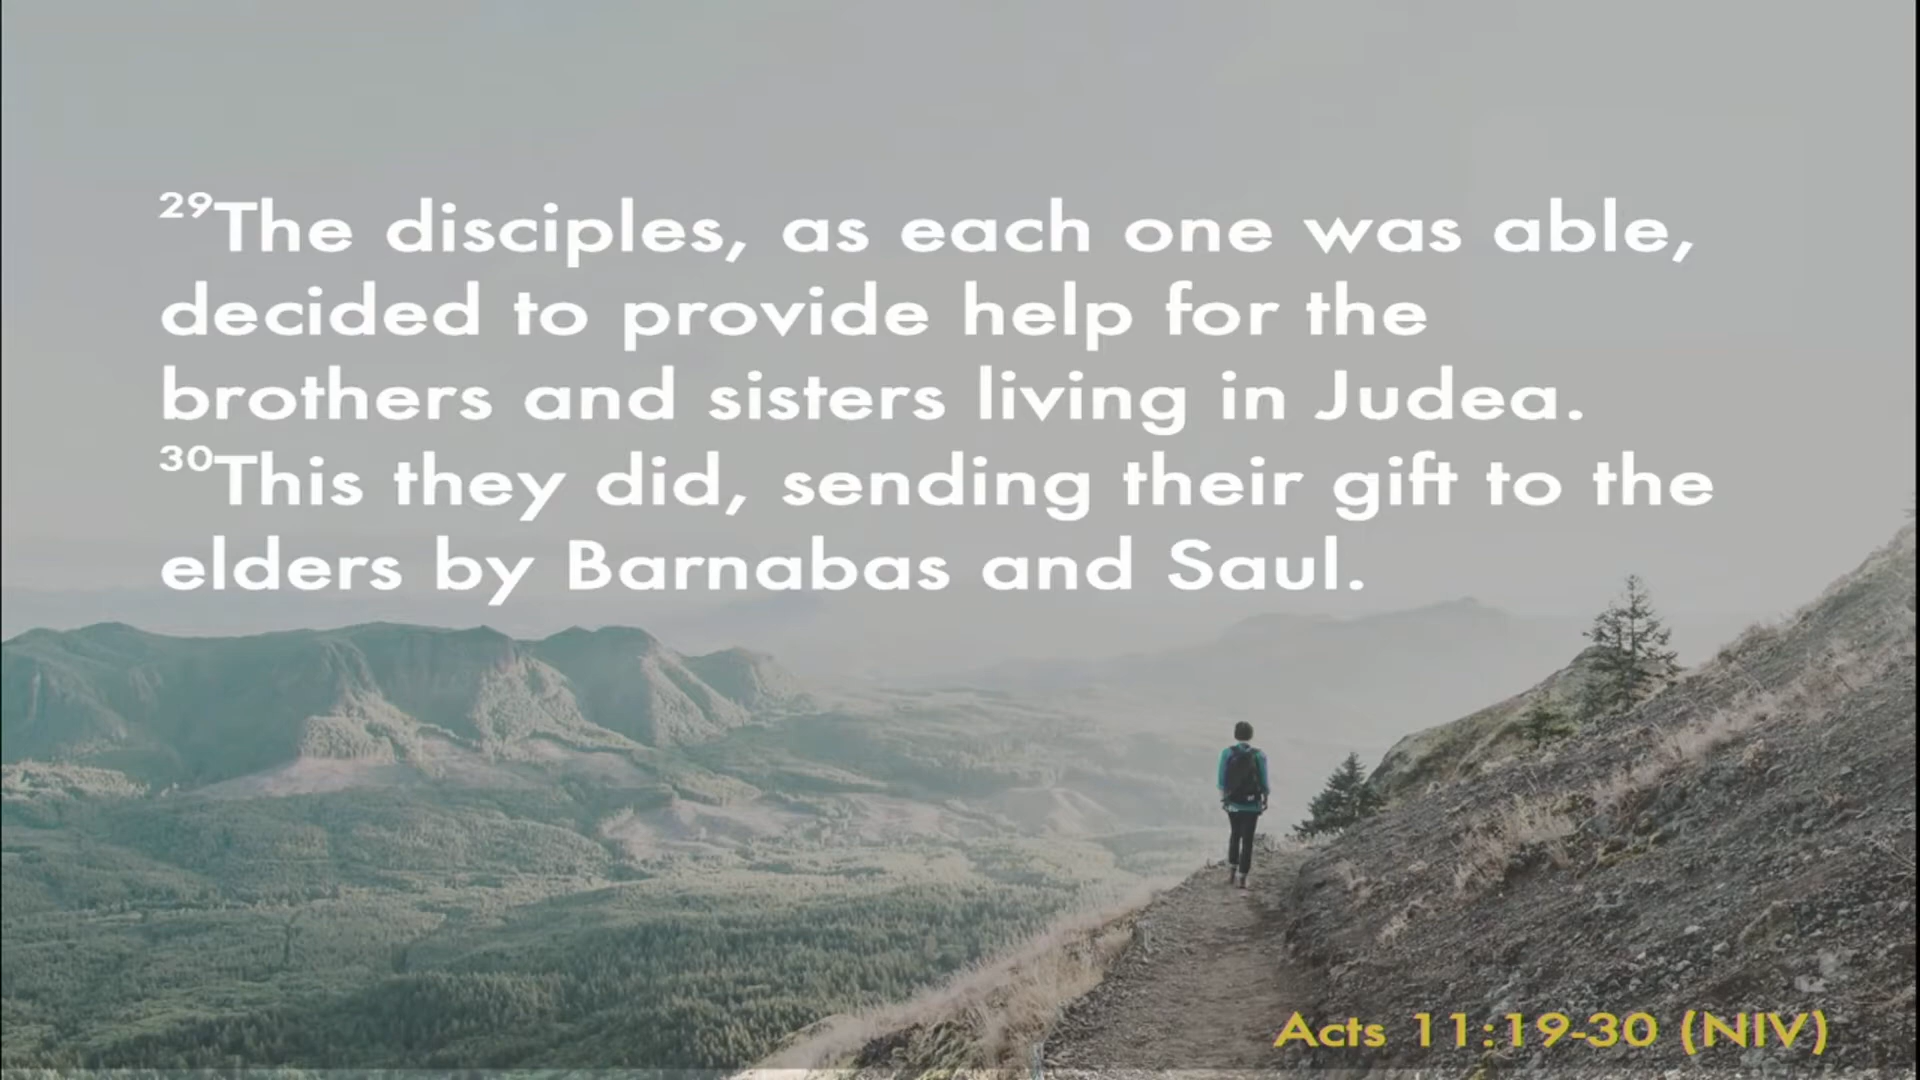 ²⁹The disciples, as each one was able,
decided to provide help for the
brothers and sisters living in Judea.
³⁰This they did, sending their gift to the
elders by Barnabas and Saul.
Acts 11:19-30 (NIV)